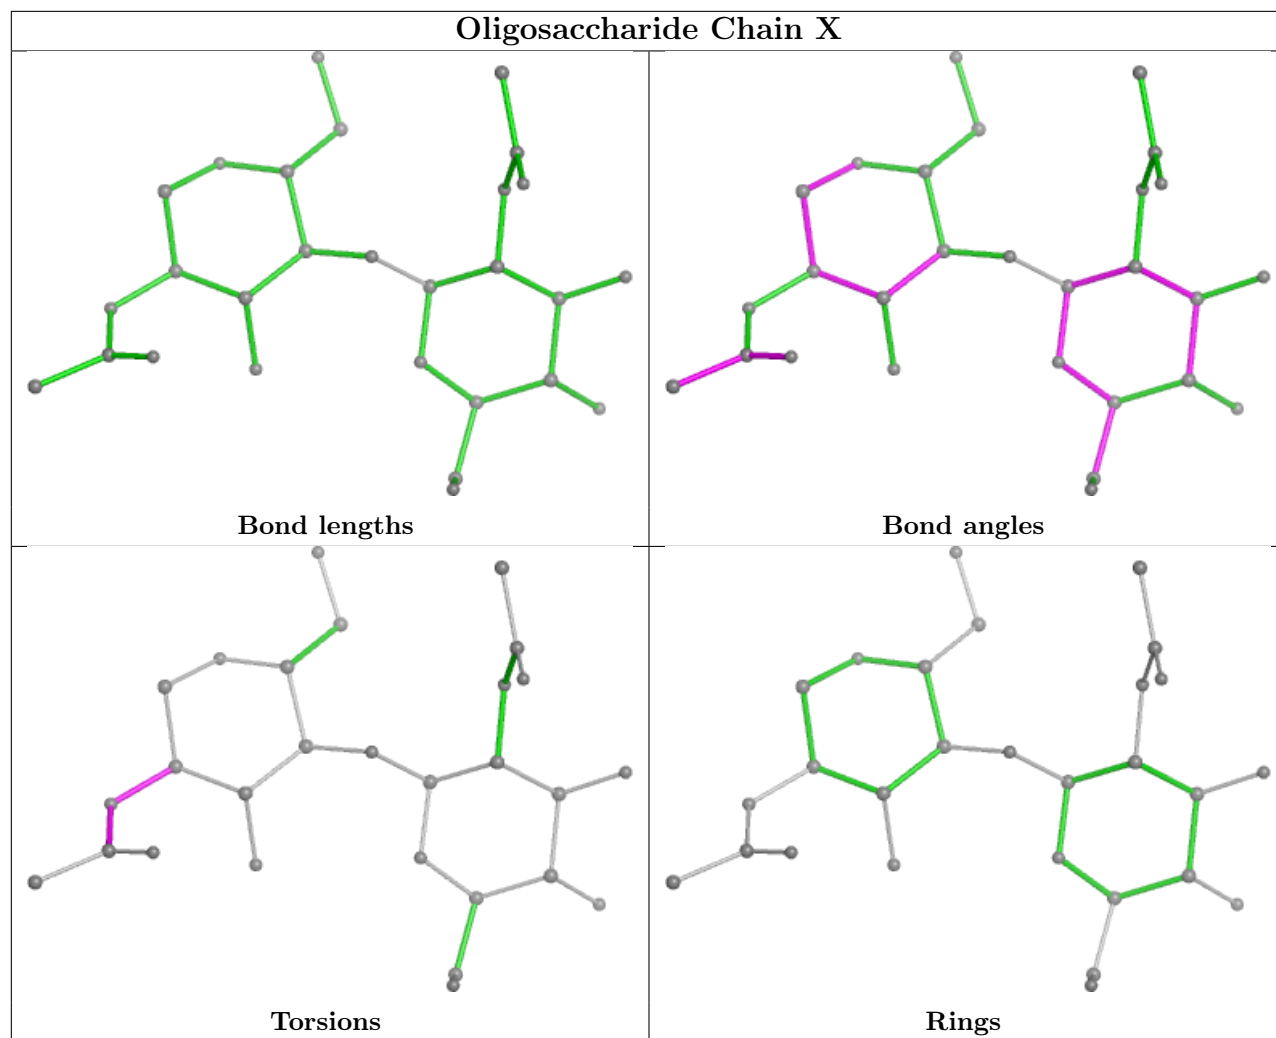 Oligosaccharide Chain X
Bond lengths
Bond angles
Torsions
Rings